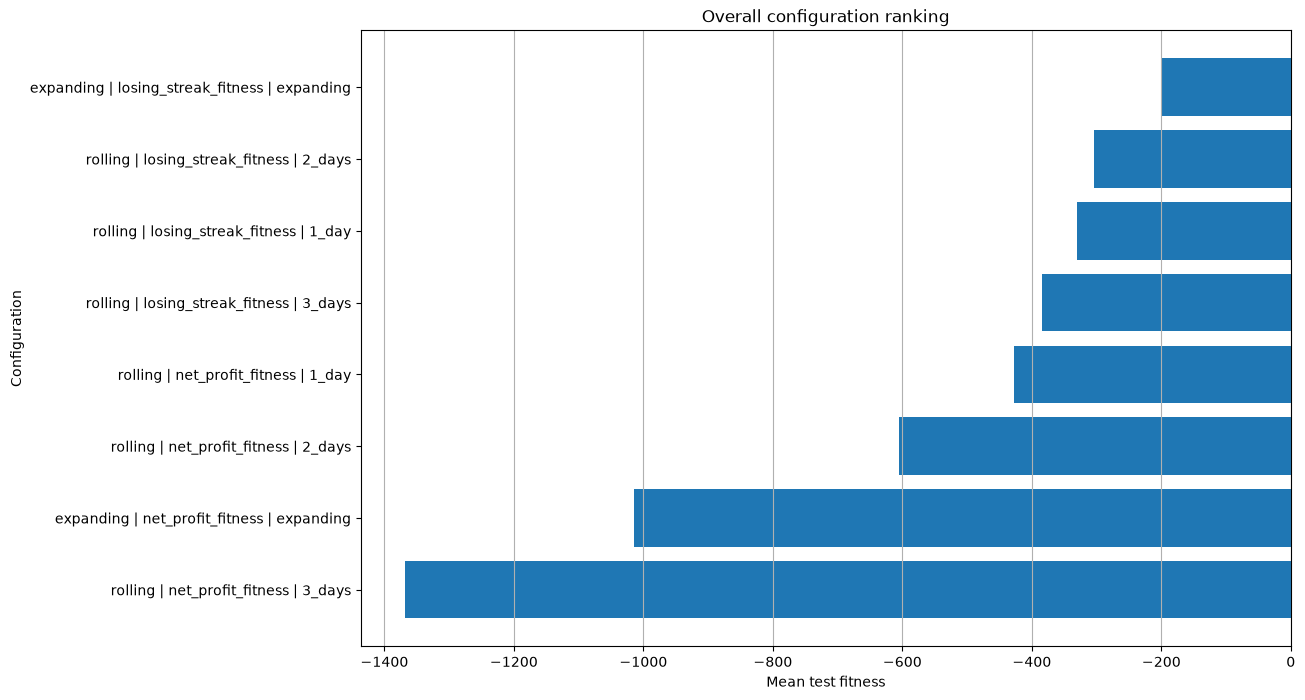 Overall configuration ranking
expanding | losing_streak_fitness | expanding
rolling | losing_streak_fitness | 2_days
rolling | losing_streak_fitness | 1_day
rolling | losing_streak_fitness | 3_days
rolling | net_profit_fitness | 1_day
rolling | net_profit_fitness | 2_days
expanding | net_profit_fitness | expanding
rolling | net_profit_fitness | 3_days
Configuration
−1400 −1200 −1000 −800 −600 −400 −200 0
Mean test fitness